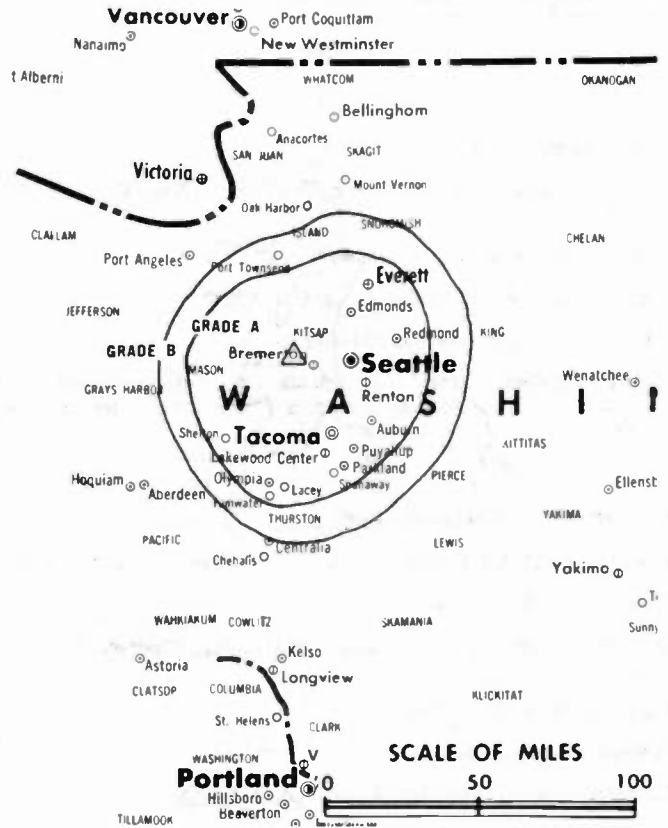 Vancouver
Port Coquitlam
Nanaimo
New Westminster
t Alberni
WHATCOM
OKANOGAN
Bellingham
Anacortes
SAN JUAN
SKAGIT
Victoria
Mount Vernon
Oak Harbor
SNOHOMISH
ISLAND
CLALLAM
CHELAN
Port Angeles
Port Townsend
Everett
JEFFERSON
Edmonds
GRADE A
KITSAP
Redmond
KING
GRADE B
Bremerton
Seattle
MASON
Wenatchee
GRAYS HARBOR
Renton
W A S H I
Auburn
Shelton
Tacoma
KITTITAS
Lakewood Center
Puyallup
Parkland
PIERCE
Hoquiam
Aberdeen
Olympia
Lacey
Spanaway
Ellensb
Tumwater
THURSTON
YAKIMA
PACIFIC
Centralia
LEWIS
Chehalis
Yakima
WAHKIAKUM
COWLITZ
SKAMANIA
Sunny
Kelso
Astoria
Longview
CLATSOP
COLUMBIA
KLICKITAT
St. Helens
CLARK
WASHINGTON
V
SCALE OF MILES
Portland
0 50 100
Hillsboro
Beaverton
TILLAMOOK